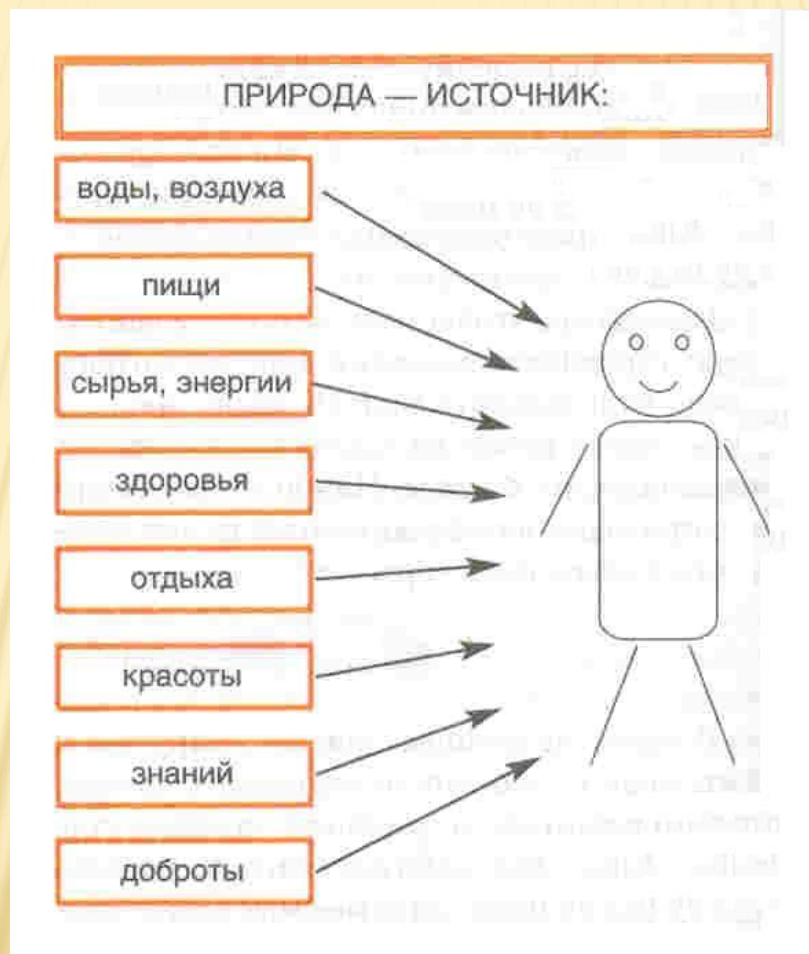 ПРИРОДА — ИСТОЧНИК:
воды, воздуха
пищи
сырья, энергии
здоровья
отдыха
красоты
знаний
доброты